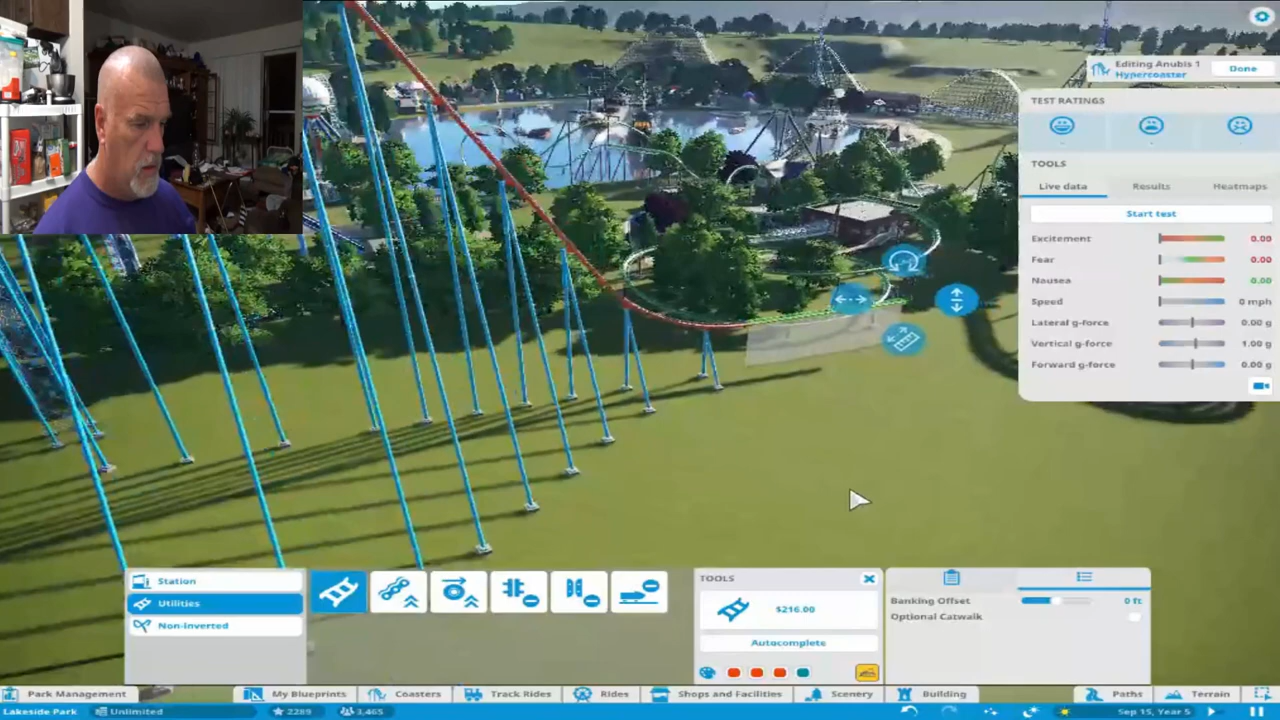 Editing Anubis 1
Hypercoaster
Done
TEST RATINGS
TOOLS
Live data
Results
Heatmaps
Start test
Excitement 0.00
Fear 0.00
Nausea 0.00
Speed 0 mph
Lateral g-force 0.00 g
Vertical g-force 1.00 g
Forward g-force 0.00 g
Station
Utilities
Non-Inverted
TOOLS
$216.00
Autocomplete
Banking Offset 0 ft
Optional Catwalk
Park Management
My Blueprints
Coasters
Track Rides
Rides
Shops and Facilities
Scenery
Building
Paths
Terrain
Lakeside Park
Unlimited
2289
3,465
Sep 15, Year 5